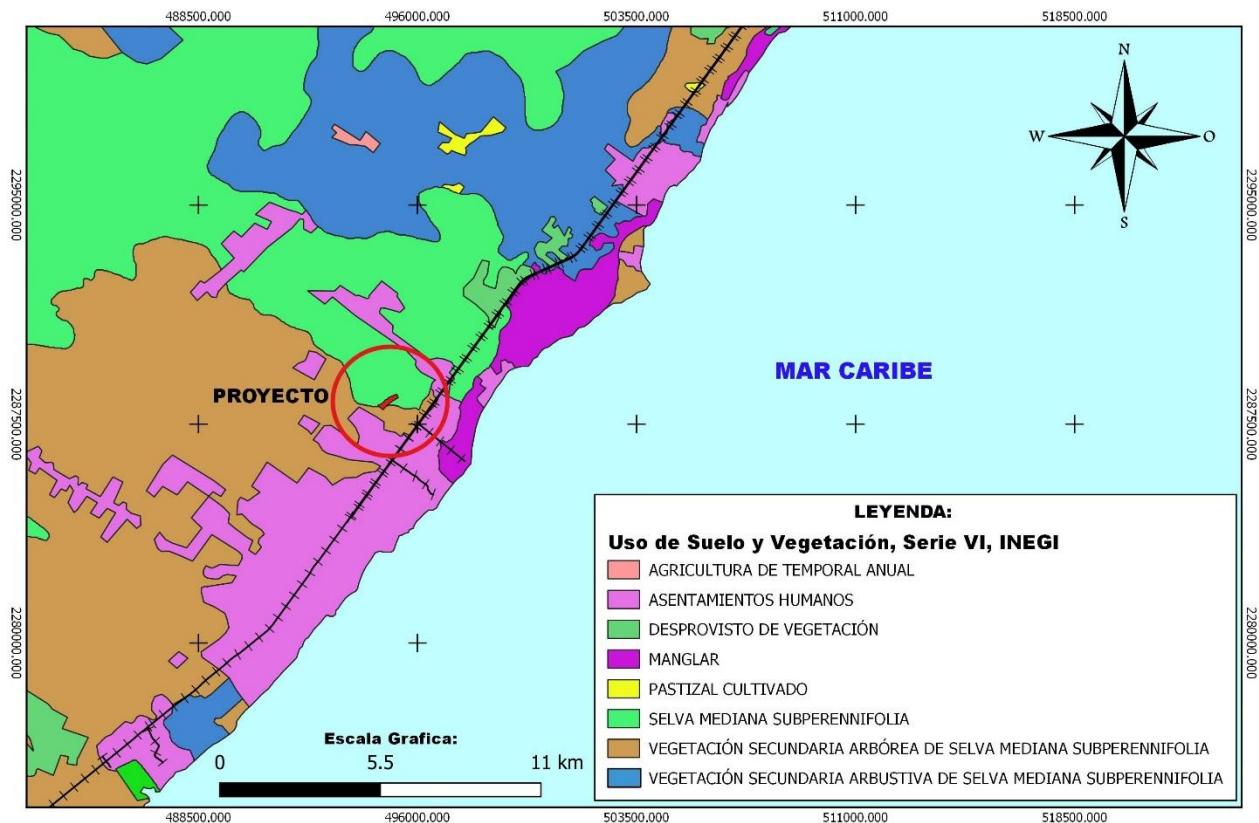 488500.000 496000.000 503500.000 511000.000 518500.000
N
W O
S
2295000.000 2295000.000
MAR CARIBE
PROYECTO
2287500.000 2287500.000
LEYENDA:
Uso de Suelo y Vegetación, Serie VI, INEGI
AGRICULTURA DE TEMPORAL ANUAL
ASENTAMIENTOS HUMANOS
DESPROVISTO DE VEGETACIÓN
MANGLAR
PASTIZAL CULTIVADO
SELVA MEDIANA SUBPERENNIFOLIA
VEGETACIÓN SECUNDARIA ARBÓREA DE SELVA MEDIANA SUBPERENNIFOLIA
VEGETACIÓN SECUNDARIA ARBUSTIVA DE SELVA MEDIANA SUBPERENNIFOLIA
2280000.000 2280000.000
Escala Grafica:
0 5.5 11 km
488500.000 496000.000 503500.000 511000.000 518500.000